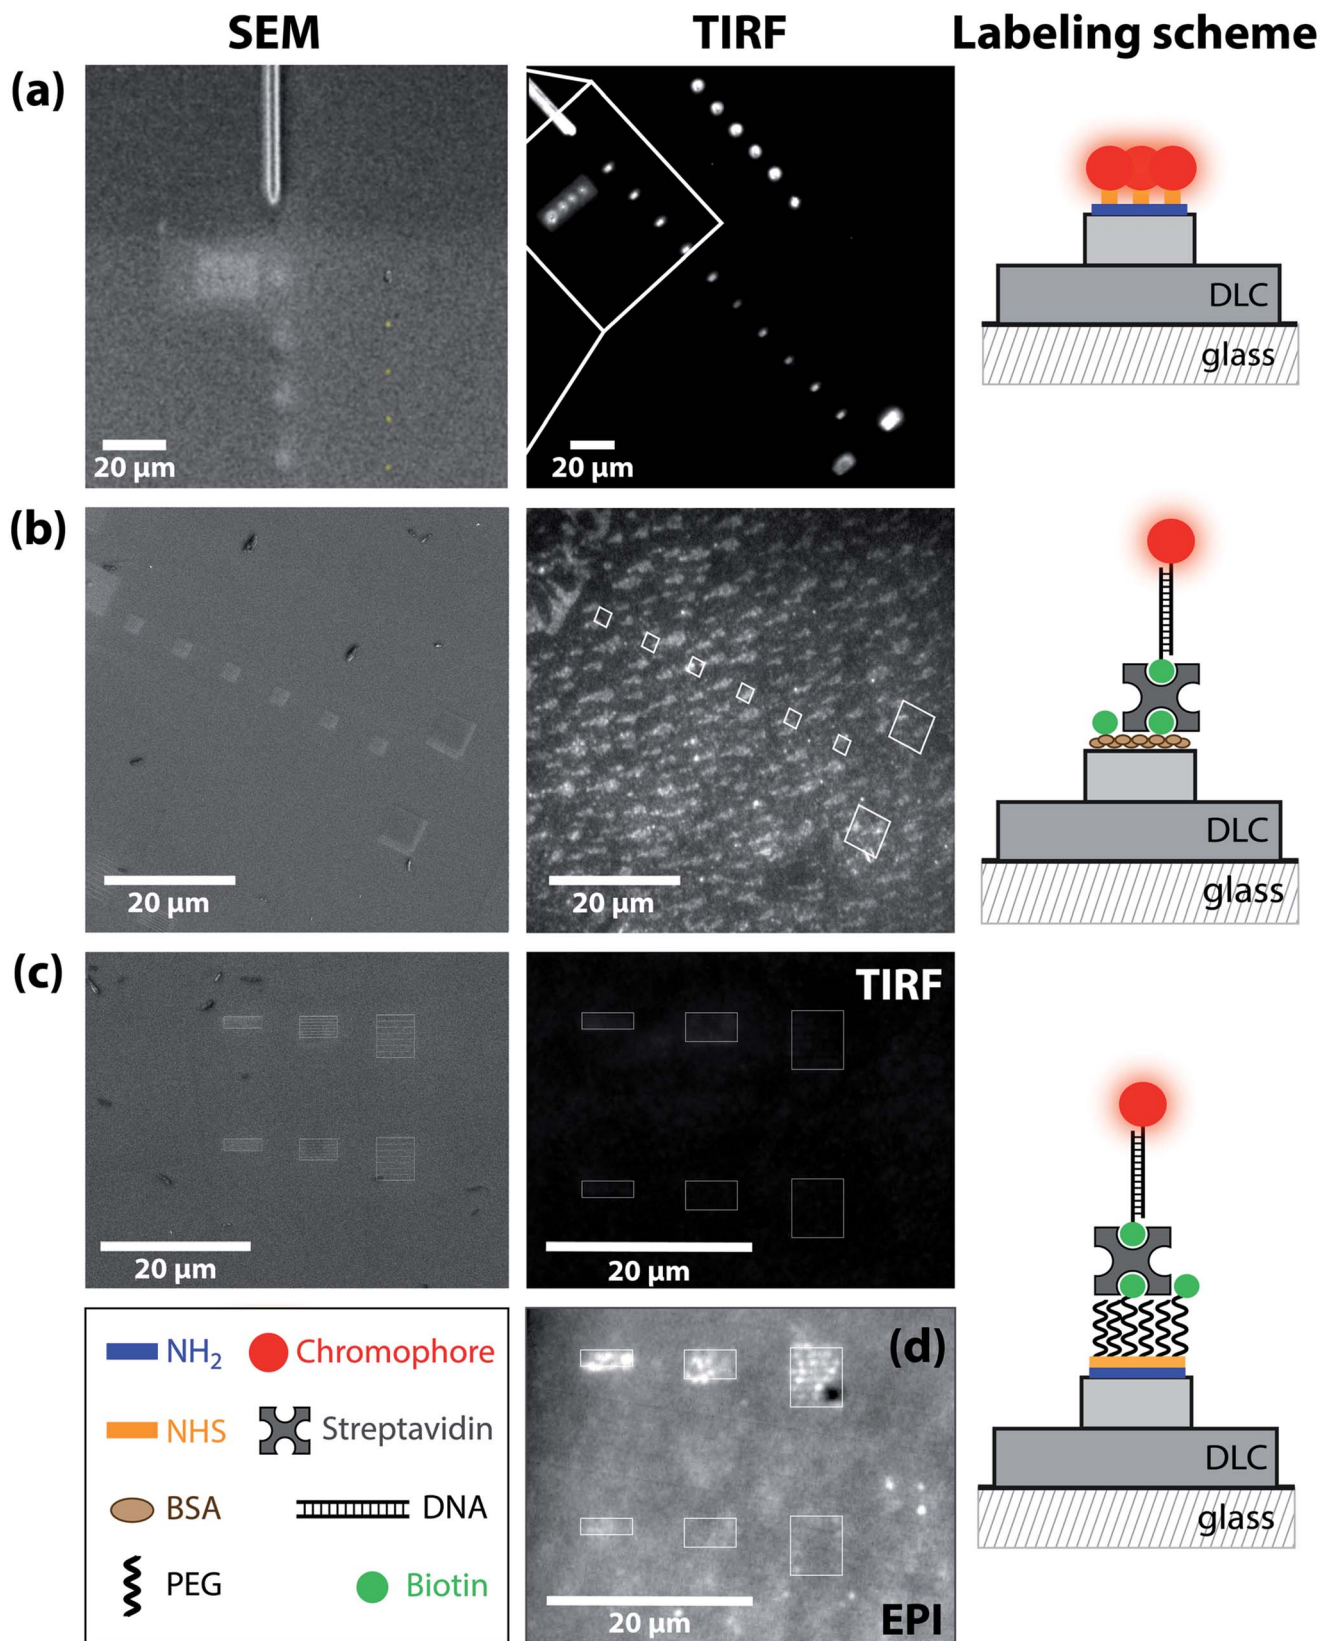 SEM TIRF Labeling scheme
(a)
20 µm
20 µm
DLC
glass
(b)
20 µm
20 µm
DLC
glass
(c)
TIRF
20 µm
20 µm
(d)
EPI
20 µm
DLC
glass
NH₂ Chromophore
NHS Streptavidin
BSA DNA
PEG Biotin